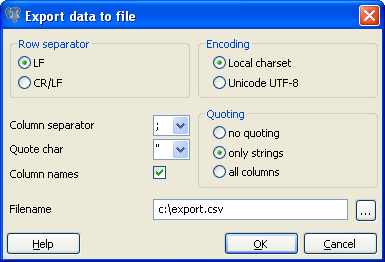 Export data to file
Row separator
LF
CR/LF
Encoding
Local charset
Unicode UTF-8
Column separator ;
Quote char "
Column names
Quoting
no quoting
only strings
all columns
Filename c:\export.csv ...
Help OK Cancel